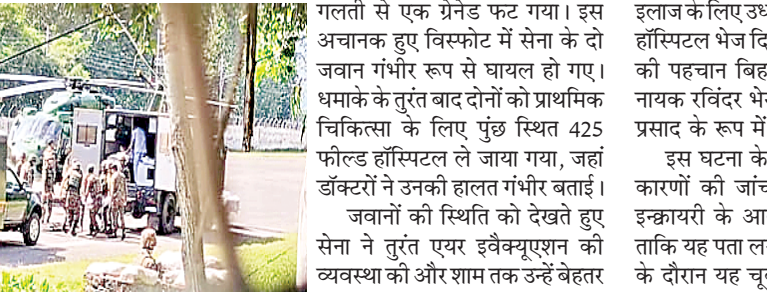 गलती से एक ग्रेनेड फट गया। इस
अचानक हुए विस्फोट में सेना के दो
जवान गंभीर रूप से घायल हो गए।
धमाके के तुरंत बाद दोनों को प्राथमिक
चिकित्सा के लिए पुंछ स्थित 425
फील्ड हॉस्पिटल ले जाया गया, जहां
डॉक्टरों ने उनकी हालत गंभीर बताई।
जवानों की स्थिति को देखते हुए
सेना ने तुरंत एयर इवैक्यूएशन की
व्यवस्था की और शाम तक उन्हें बेहतर
इलाज के लिए
हॉस्पिटल भेज
की पहचान
नायक रविंदर
प्रसाद के रूप में
इस घटना के
कारणों की
इन्क्वायरी के
ताकि यह पता
के दौरान यह